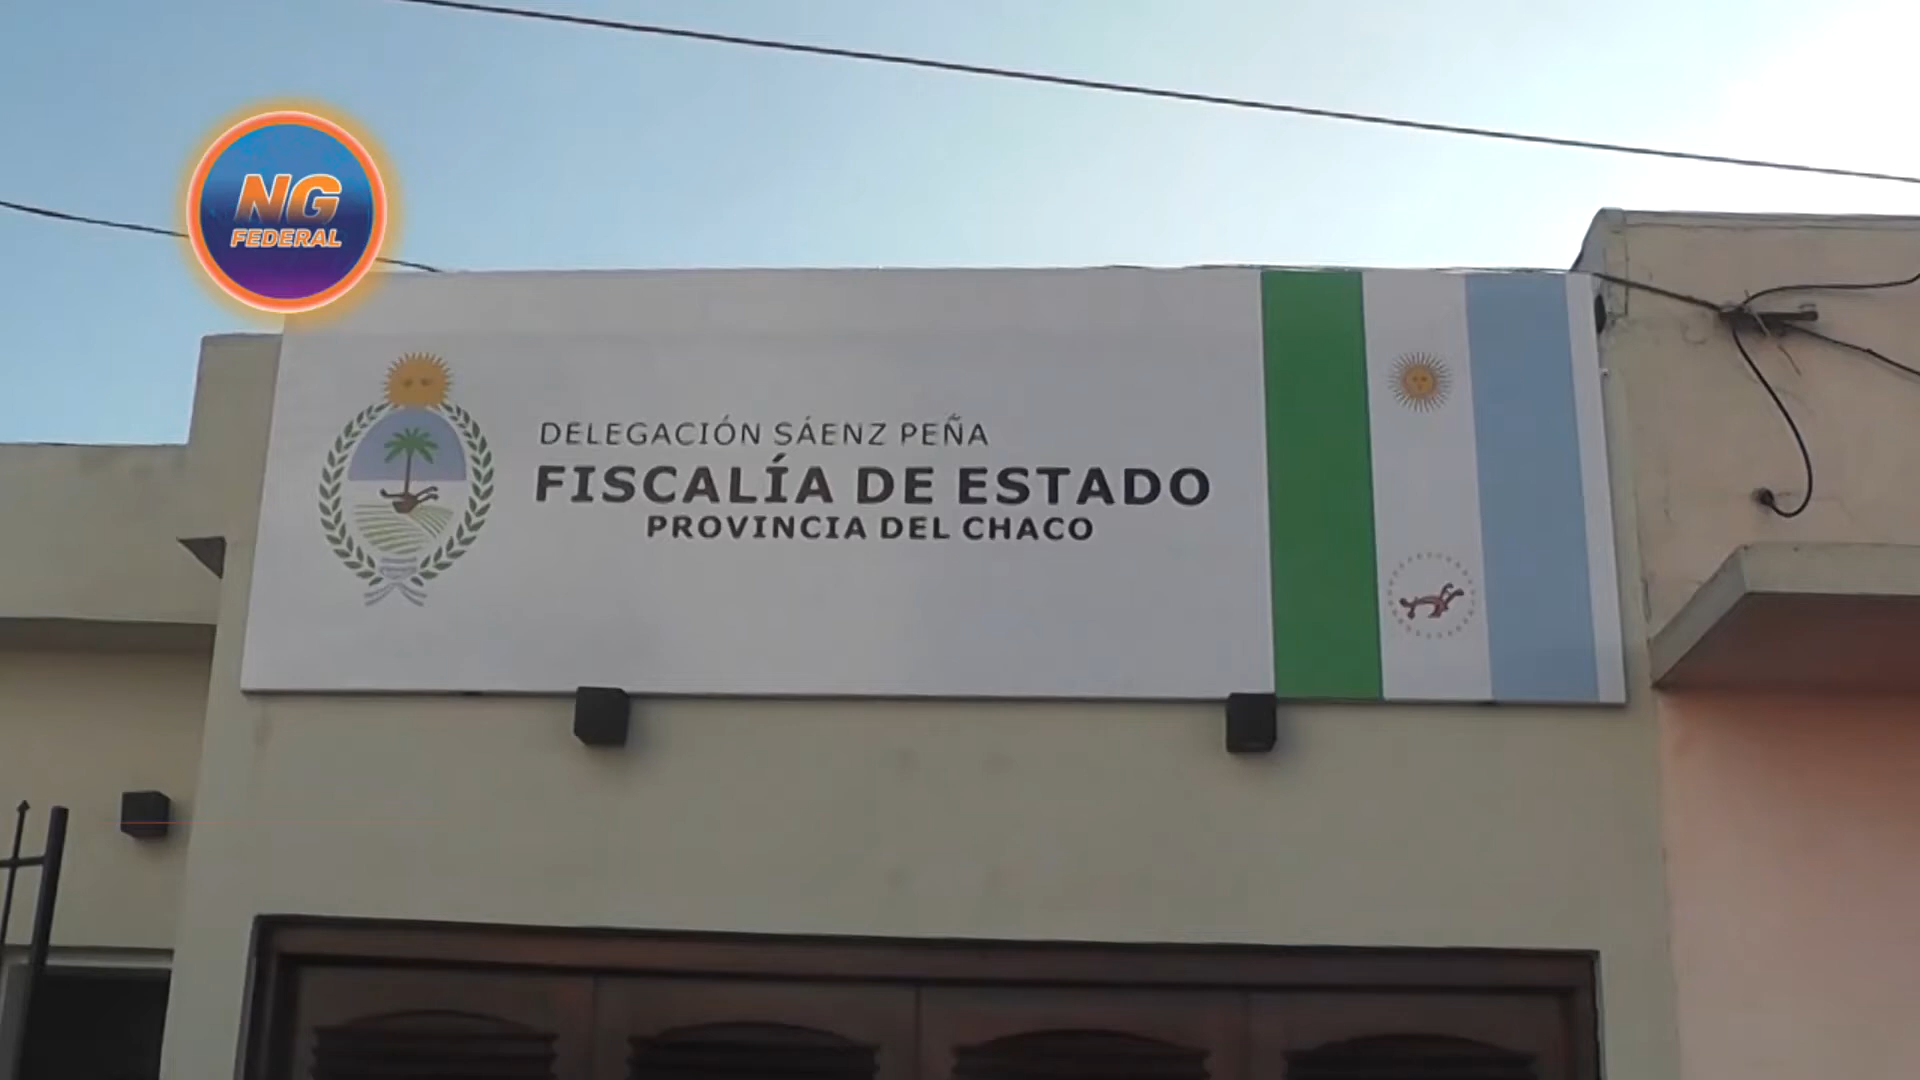 NG
FEDERAL
DELEGACIÓN SÁENZ PEÑA
FISCALÍA DE ESTADO
PROVINCIA DEL CHACO